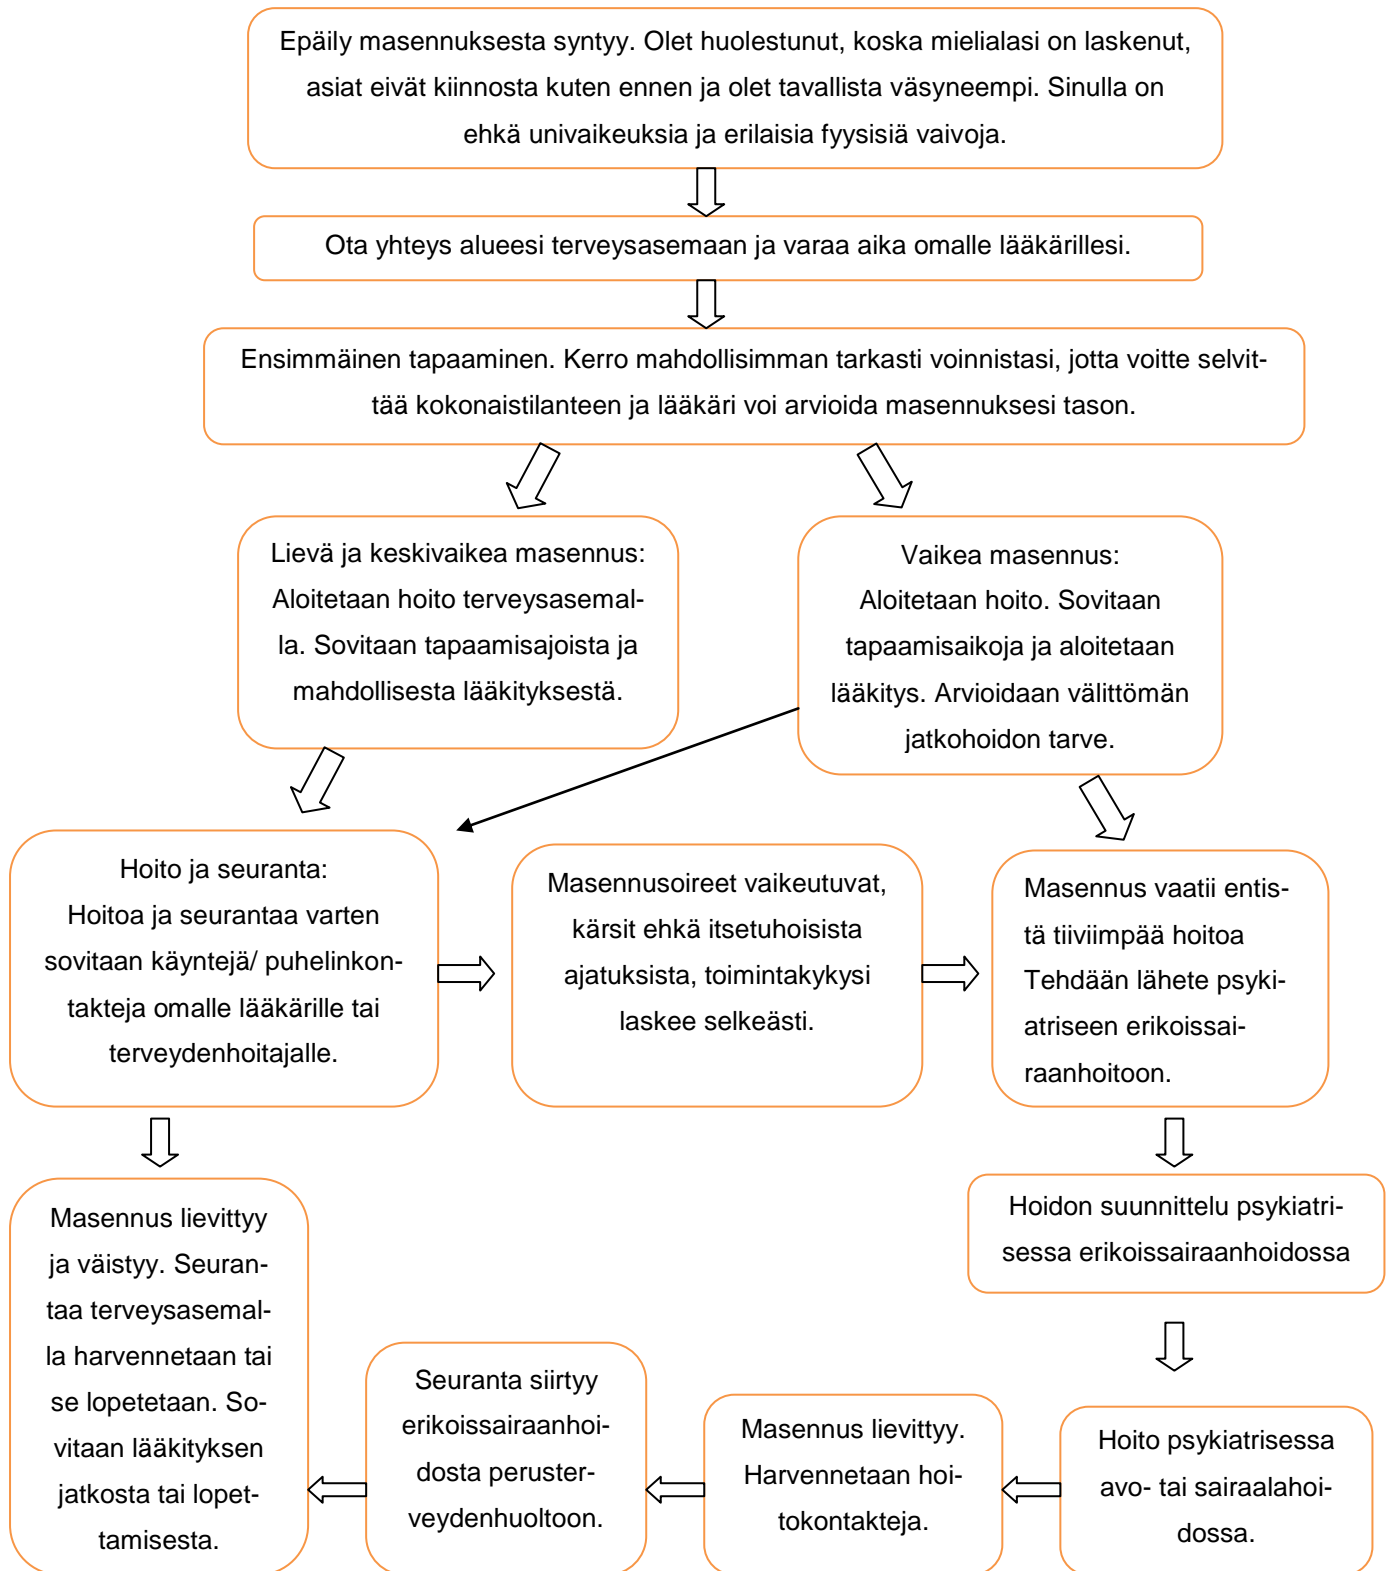 Epäily masennuksesta syntyy. Olet huolestunut, koska mielialasi on laskenut,
asiat eivät kiinnosta kuten ennen ja olet tavallista väsyneempi. Sinulla on
ehkä univaikeuksia ja erilaisia fyysisiä vaivoja.
Ota yhteys alueesi terveysasemaan ja varaa aika omalle lääkärillesi.
Ensimmäinen tapaaminen. Kerro mahdollisimman tarkasti voinnistasi, jotta voitte selvit-
tää kokonaistilanteen ja lääkäri voi arvioida masennuksesi tason.
Lievä ja keskivaikea masennus:
Aloitetaan hoito terveysasemal-
la. Sovitaan tapaamisajoista ja
mahdollisesta lääkityksestä.
Vaikea masennus:
Aloitetaan hoito. Sovitaan
tapaamisaikoja ja aloitetaan
lääkitys. Arvioidaan välittömän
jatkohoidon tarve.
Hoito ja seuranta:
Hoitoa ja seurantaa varten
sovitaan käyntejä/ puhelinkon-
takteja omalle lääkärille tai
terveydenhoitajalle.
Masennusoireet vaikeutuvat,
kärsit ehkä itsetuhoisista
ajatuksista, toimintakykysi
laskee selkeästi.
Masennus vaatii entis-
tä tiiviimpää hoitoa
Tehdään lähete psyki-
atriseen erikoissai-
raanhoitoon.
Hoidon suunnittelu psykiatri-
sessa erikoissairaanhoidossa
Hoito psykiatrisessa
avo- tai sairaalahoi-
dossa.
Masennus lievittyy.
Harvennetaan hoi-
tokontakteja.
Seuranta siirtyy
erikoissairaanhoi-
dosta peruster-
veydenhuoltoon.
Masennus lievittyy
ja väistyy. Seuran-
taa terveysasemal-
la harvennetaan tai
se lopetetaan. So-
vitaan lääkityksen
jatkosta tai lopet-
tamisesta.